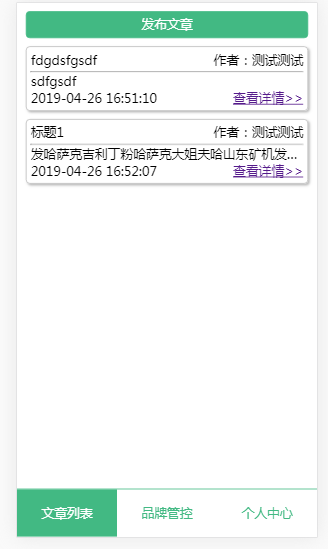 发布文章
fdgdsfgsdf 作者：测试测试
sdfgsdf
2019-04-26 16:51:10 查看详情>>
标题1 作者：测试测试
发哈萨克吉利丁粉哈萨克大姐夫哈山东矿机发...
2019-04-26 16:52:07 查看详情>>
文章列表 品牌管控 个人中心